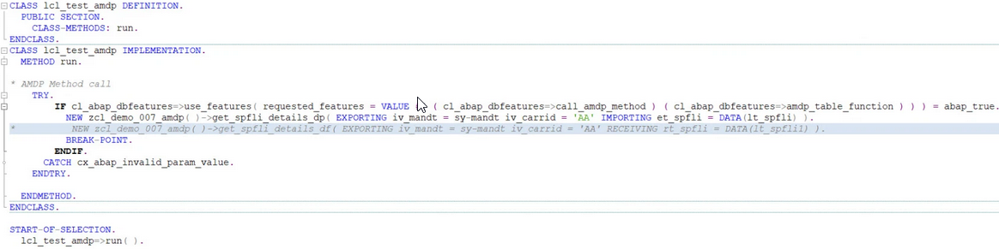 CLASS lcl_test_amdp DEFINITION.
PUBLIC SECTION.
CLASS-METHODS: run.
ENDCLASS.
CLASS lcl_test_amdp IMPLEMENTATION.
METHOD run.
* AMDP Method call
TRY.
IF cl_abap_dbfeatures=>use_features( requested_features = VALUE ( ( cl_abap_dbfeatures=>call_amdp_method ) ( cl_abap_dbfeatures=>amdp_table_function ) ) ) = abap_true.
NEW zcl_demo_007_amdp( )->get_spfli_details_dp( EXPORTING iv_mandt = sy-mandt iv_carrid = 'AA' IMPORTING et_spfli = DATA(lt_spfli) ).
* NEW zcl_demo_007_amdp( )->get_spfli_details_df( EXPORTING iv_mandt = sy-mandt iv_carrid = 'AA' RECEIVING rt_spfli = DATA(lt_spfli1) ).
BREAK-POINT.
ENDIF.
CATCH cx_abap_invalid_param_value.
ENDTRY.
ENDMETHOD.
ENDCLASS.
START-OF-SELECTION.
lcl_test_amdp=>run( ).